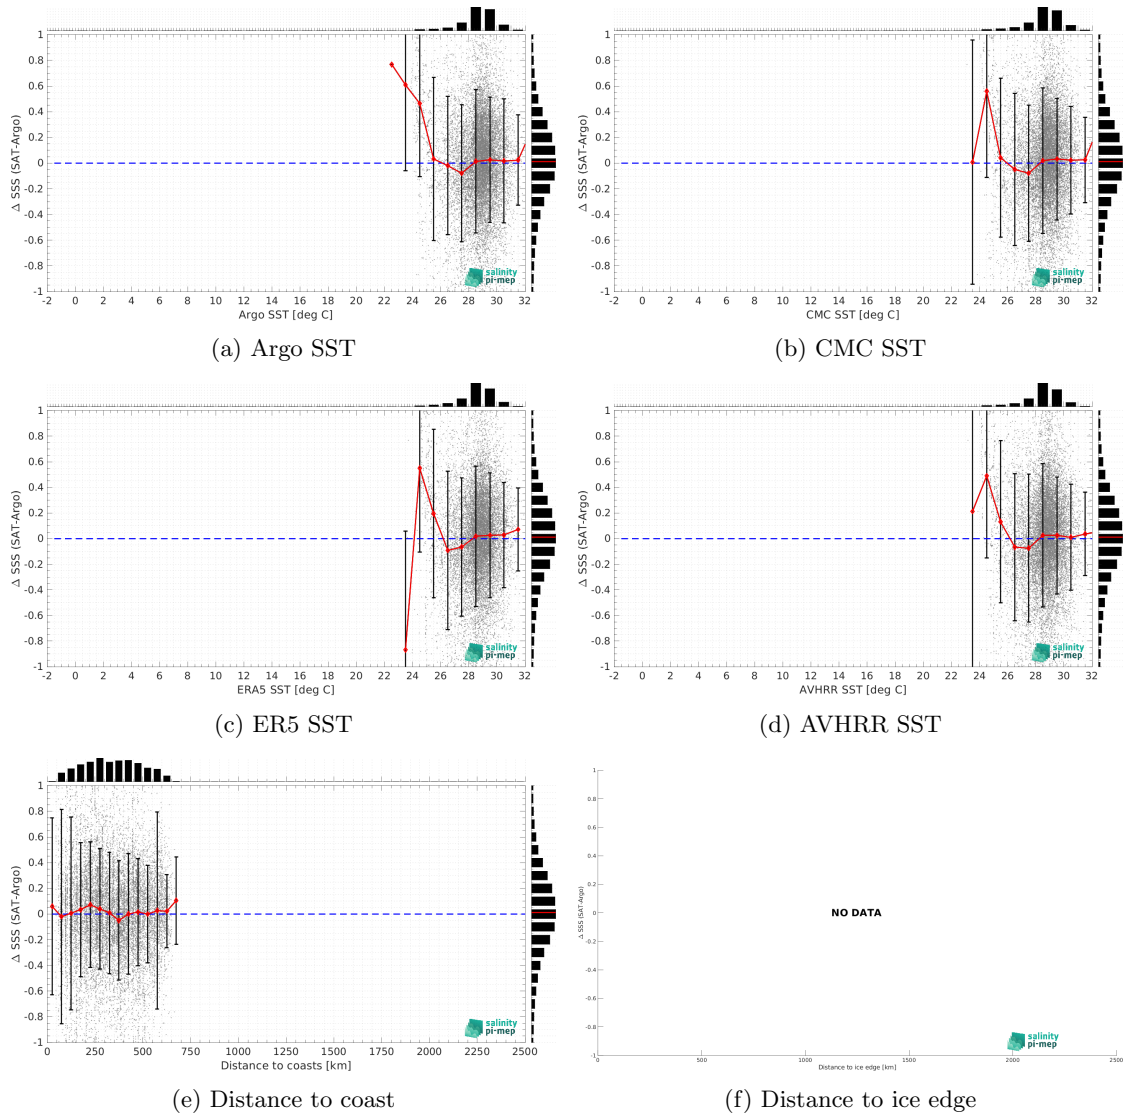 1
0.8
0.6
0.4
0.2
0
-0.2
-0.4
-0.6
-0.8
-1
Δ SSS (SAT-Argo)
-2 0 2 4 6 8 10 12 14 16 18 20 22 24 26 28 30 32
Argo SST [deg C]
salinity
pi-mep
(a) Argo SST
1
0.8
0.6
0.4
0.2
0
-0.2
-0.4
-0.6
-0.8
-1
Δ SSS (SAT-Argo)
-2 0 2 4 6 8 10 12 14 16 18 20 22 24 26 28 30 32
CMC SST [deg C]
salinity
pi-mep
(b) CMC SST
1
0.8
0.6
0.4
0.2
0
-0.2
-0.4
-0.6
-0.8
-1
Δ SSS (SAT-Argo)
-2 0 2 4 6 8 10 12 14 16 18 20 22 24 26 28 30 32
ERA5 SST [deg C]
salinity
pi-mep
(c) ER5 SST
1
0.8
0.6
0.4
0.2
0
-0.2
-0.4
-0.6
-0.8
-1
Δ SSS (SAT-Argo)
-2 0 2 4 6 8 10 12 14 16 18 20 22 24 26 28 30 32
AVHRR SST [deg C]
salinity
pi-mep
(d) AVHRR SST
1
0.8
0.6
0.4
0.2
0
-0.2
-0.4
-0.6
-0.8
-1
Δ SSS (SAT-Argo)
0 250 500 750 1000 1250 1500 1750 2000 2250 2500
Distance to coasts [km]
salinity
pi-mep
(e) Distance to coast
1
0.8
0.6
0.4
0.2
0
-0.2
-0.4
-0.6
-0.8
-1
Δ SSS (SAT-Argo)
NO DATA
0 500 1000 1500 2000 2500
Distance to ice edge [km]
salinity
pi-mep
(f) Distance to ice edge